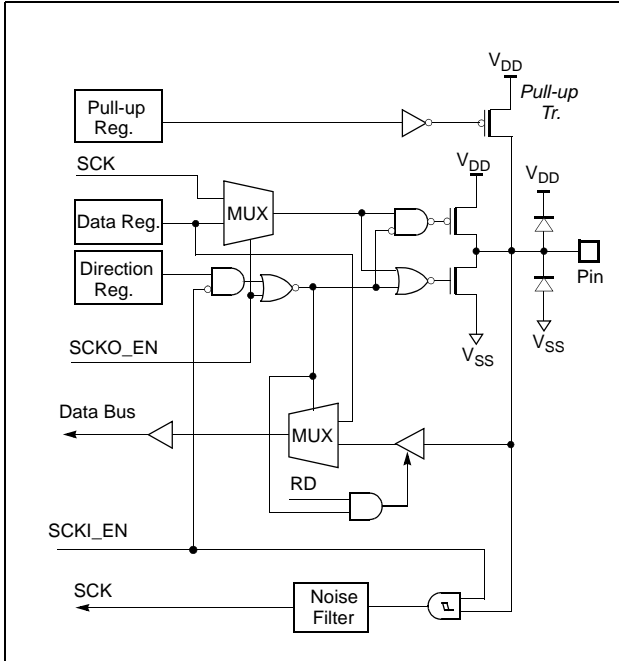 VDD
Pull-up
Tr.
Pull-up
Reg.
SCK
VDD
VDD
MUX
Data Reg.
Direction
Reg.
Pin
SCKO_EN
VSS
VSS
Data Bus
MUX
RD
SCKI_EN
SCK
Noise
Filter